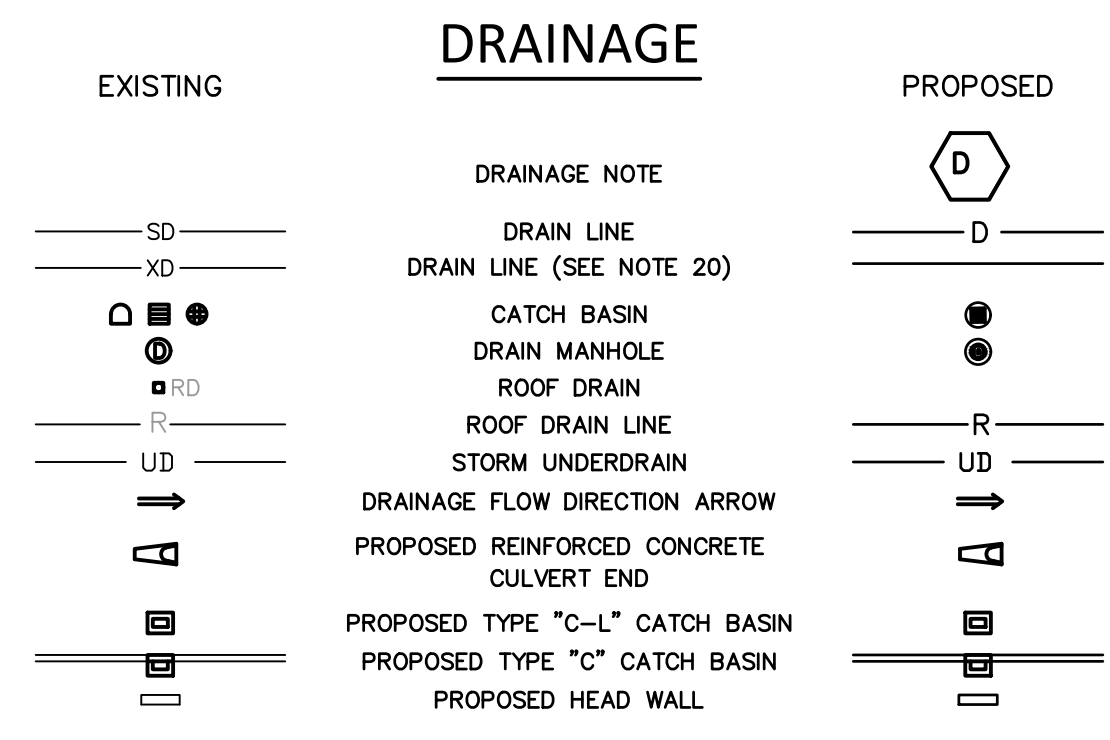 DRAINAGE
EXISTING PROPOSED
DRAINAGE NOTE D
SD DRAIN LINE D
XD DRAIN LINE (SEE NOTE 20)
CATCH BASIN
D DRAIN MANHOLE
RD ROOF DRAIN
R ROOF DRAIN LINE R
UD STORM UNDERDRAIN UD
DRAINAGE FLOW DIRECTION ARROW
PROPOSED REINFORCED CONCRETE
CULVERT END
PROPOSED TYPE "C-L" CATCH BASIN
PROPOSED TYPE "C" CATCH BASIN
PROPOSED HEAD WALL